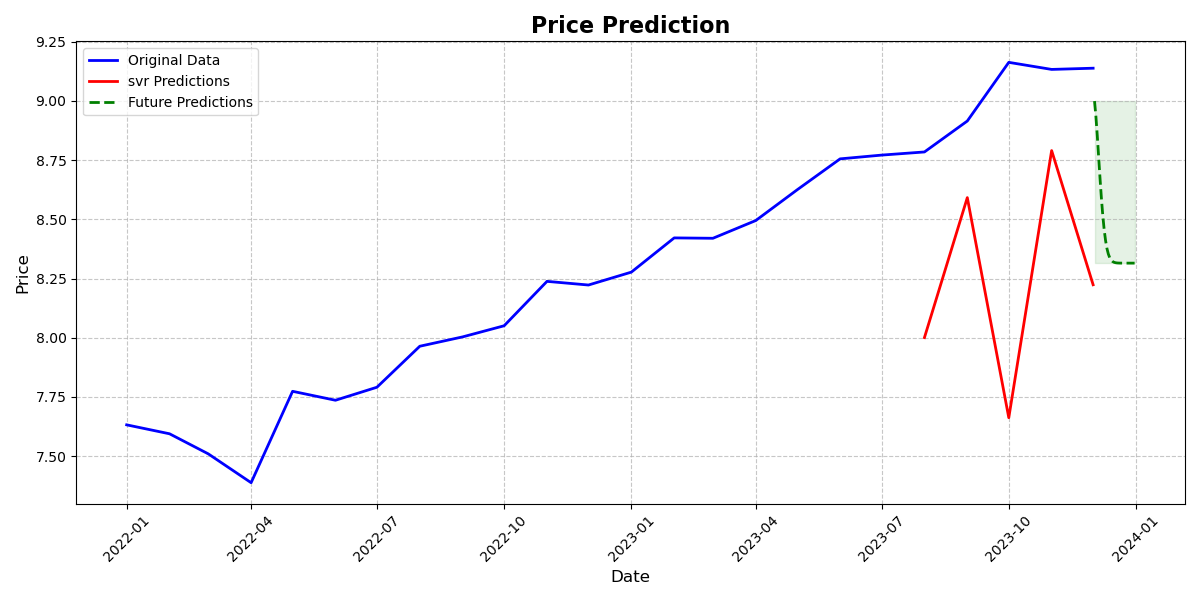 Price Prediction
Original Data
svr Predictions
Future Predictions
Price
9.25
9.00
8.75
8.50
8.25
8.00
7.75
7.50
2022-01
2022-04
2022-07
2022-10
2023-01
2023-04
2023-07
2023-10
2024-01
Date